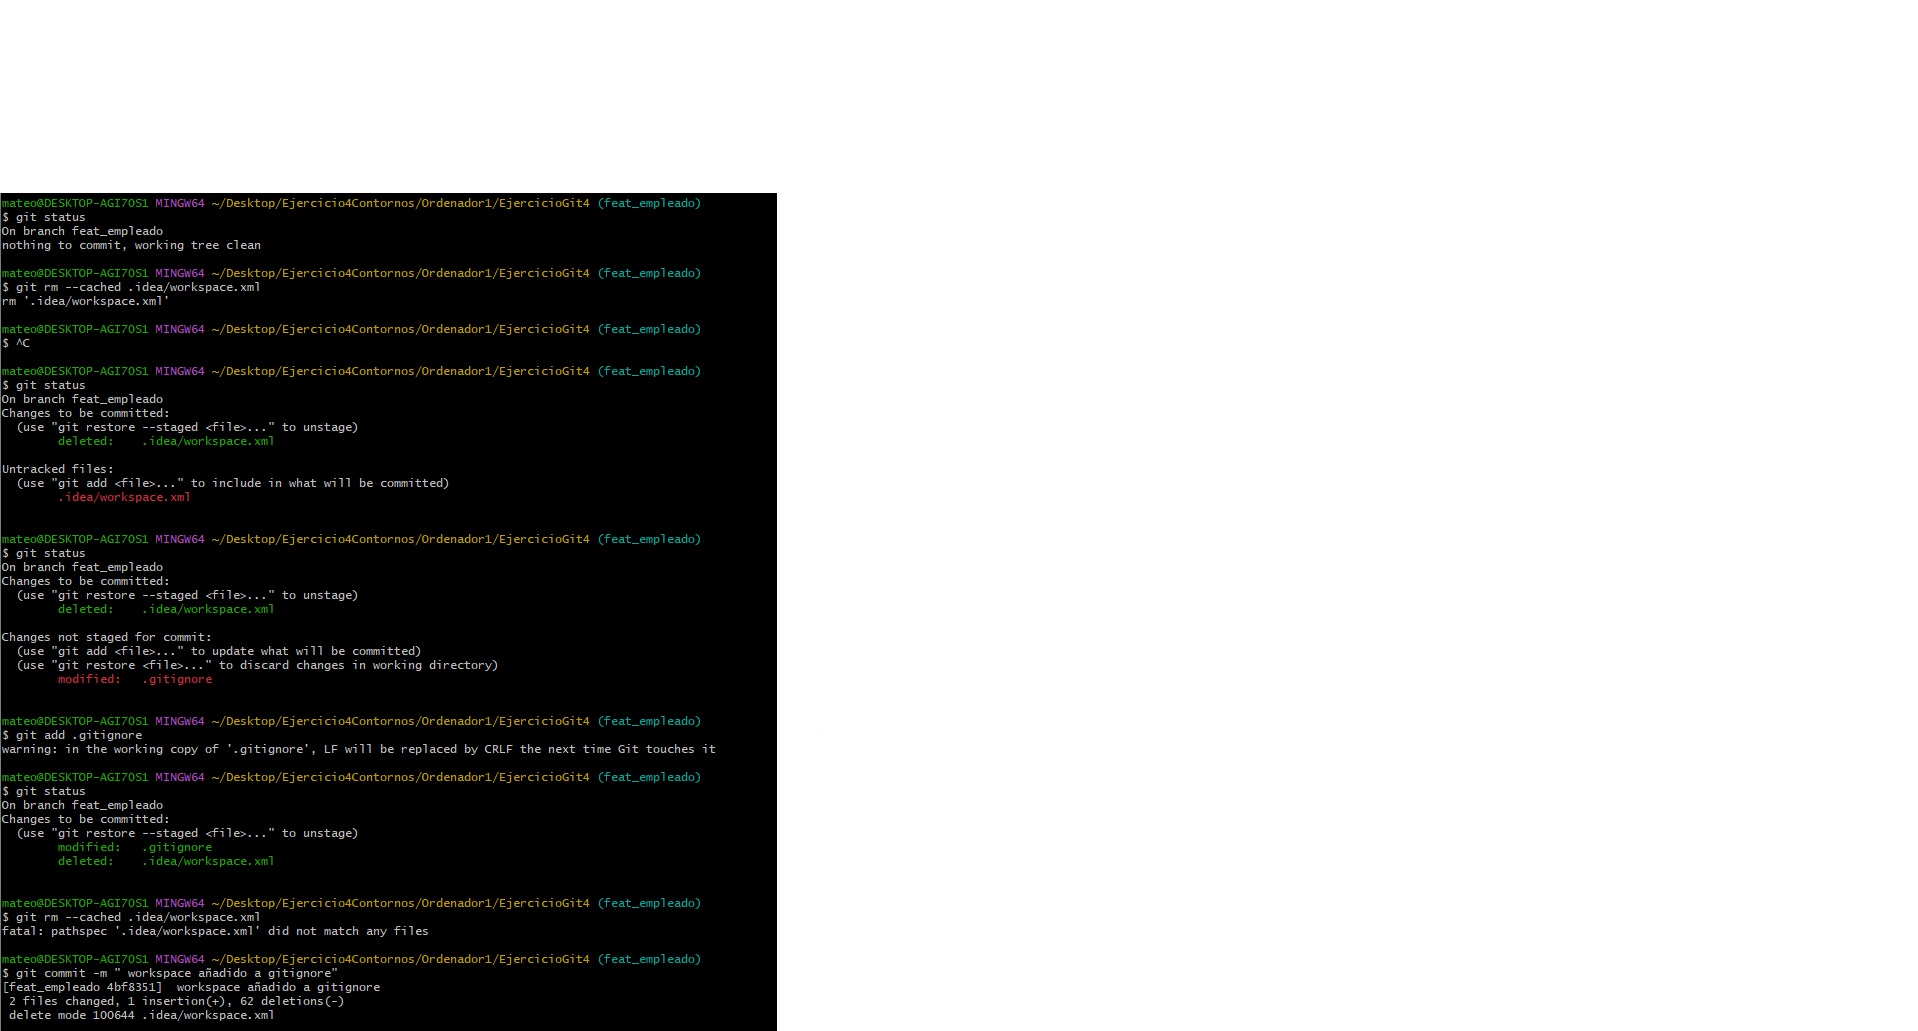 mateo@DESKTOP-AGI7OS1 MINGW64 ~/Desktop/Ejercicio4Contornos/Ordenador1/EjercicioGit4 (feat_empleado)
$ git status
On branch feat_empleado
nothing to commit, working tree clean
mateo@DESKTOP-AGI7OS1 MINGW64 ~/Desktop/Ejercicio4Contornos/Ordenador1/EjercicioGit4 (feat_empleado)
$ git rm --cached .idea/workspace.xml
rm '.idea/workspace.xml'
mateo@DESKTOP-AGI7OS1 MINGW64 ~/Desktop/Ejercicio4Contornos/Ordenador1/EjercicioGit4 (feat_empleado)
$ ^C
mateo@DESKTOP-AGI7OS1 MINGW64 ~/Desktop/Ejercicio4Contornos/Ordenador1/EjercicioGit4 (feat_empleado)
$ git status
On branch feat_empleado
Changes to be committed:
  (use "git restore --staged <file>..." to unstage)
        deleted:    .idea/workspace.xml
Untracked files:
  (use "git add <file>..." to include in what will be committed)
        .idea/workspace.xml
mateo@DESKTOP-AGI7OS1 MINGW64 ~/Desktop/Ejercicio4Contornos/Ordenador1/EjercicioGit4 (feat_empleado)
$ git status
On branch feat_empleado
Changes to be committed:
  (use "git restore --staged <file>..." to unstage)
        deleted:    .idea/workspace.xml
Changes not staged for commit:
  (use "git add <file>..." to update what will be committed)
  (use "git restore <file>..." to discard changes in working directory)
        modified:   .gitignore
mateo@DESKTOP-AGI7OS1 MINGW64 ~/Desktop/Ejercicio4Contornos/Ordenador1/EjercicioGit4 (feat_empleado)
$ git add .gitignore
warning: in the working copy of '.gitignore', LF will be replaced by CRLF the next time Git touches it
mateo@DESKTOP-AGI7OS1 MINGW64 ~/Desktop/Ejercicio4Contornos/Ordenador1/EjercicioGit4 (feat_empleado)
$ git status
On branch feat_empleado
Changes to be committed:
  (use "git restore --staged <file>..." to unstage)
        modified:   .gitignore
        deleted:    .idea/workspace.xml
mateo@DESKTOP-AGI7OS1 MINGW64 ~/Desktop/Ejercicio4Contornos/Ordenador1/EjercicioGit4 (feat_empleado)
$ git rm --cached .idea/workspace.xml
fatal: pathspec '.idea/workspace.xml' did not match any files
mateo@DESKTOP-AGI7OS1 MINGW64 ~/Desktop/Ejercicio4Contornos/Ordenador1/EjercicioGit4 (feat_empleado)
$ git commit -m " workspace añadido a gitignore"
[feat_empleado 4bf8351]  workspace añadido a gitignore
 2 files changed, 1 insertion(+), 62 deletions(-)
 delete mode 100644 .idea/workspace.xml